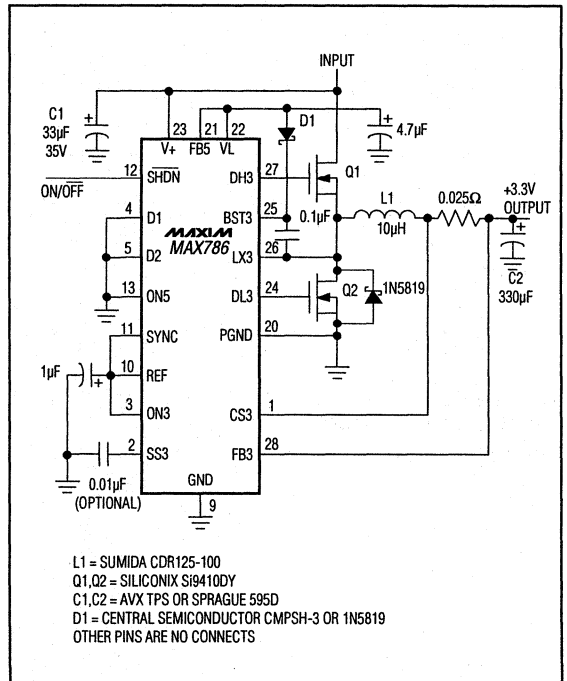 INPUT
C1
33µF
35V
+
23
V+
21
FB5
22
VL
D1
+
4.7µF
12
SHDN
ON/OFF
27
DH3
Q1
4
D1
25
BST3
0.1µF
L1
10µH
0.025Ω
+3.3V
OUTPUT
+
C2
330µF
MAXIM
MAX786
5
D2
26
LX3
13
ON5
24
DL3
Q2
1N5819
11
SYNC
20
PGND
1µF
+
10
REF
3
ON3
1
CS3
2
SS3
28
FB3
0.01µF
(OPTIONAL)
GND
9
L1 = SUMIDA CDR125-100
Q1,Q2 = SILICONIX Si9410DY
C1,C2 = AVX TPS OR SPRAGUE 595D
D1 = CENTRAL SEMICONDUCTOR CMPSH-3 OR 1N5819
OTHER PINS ARE NO CONNECTS